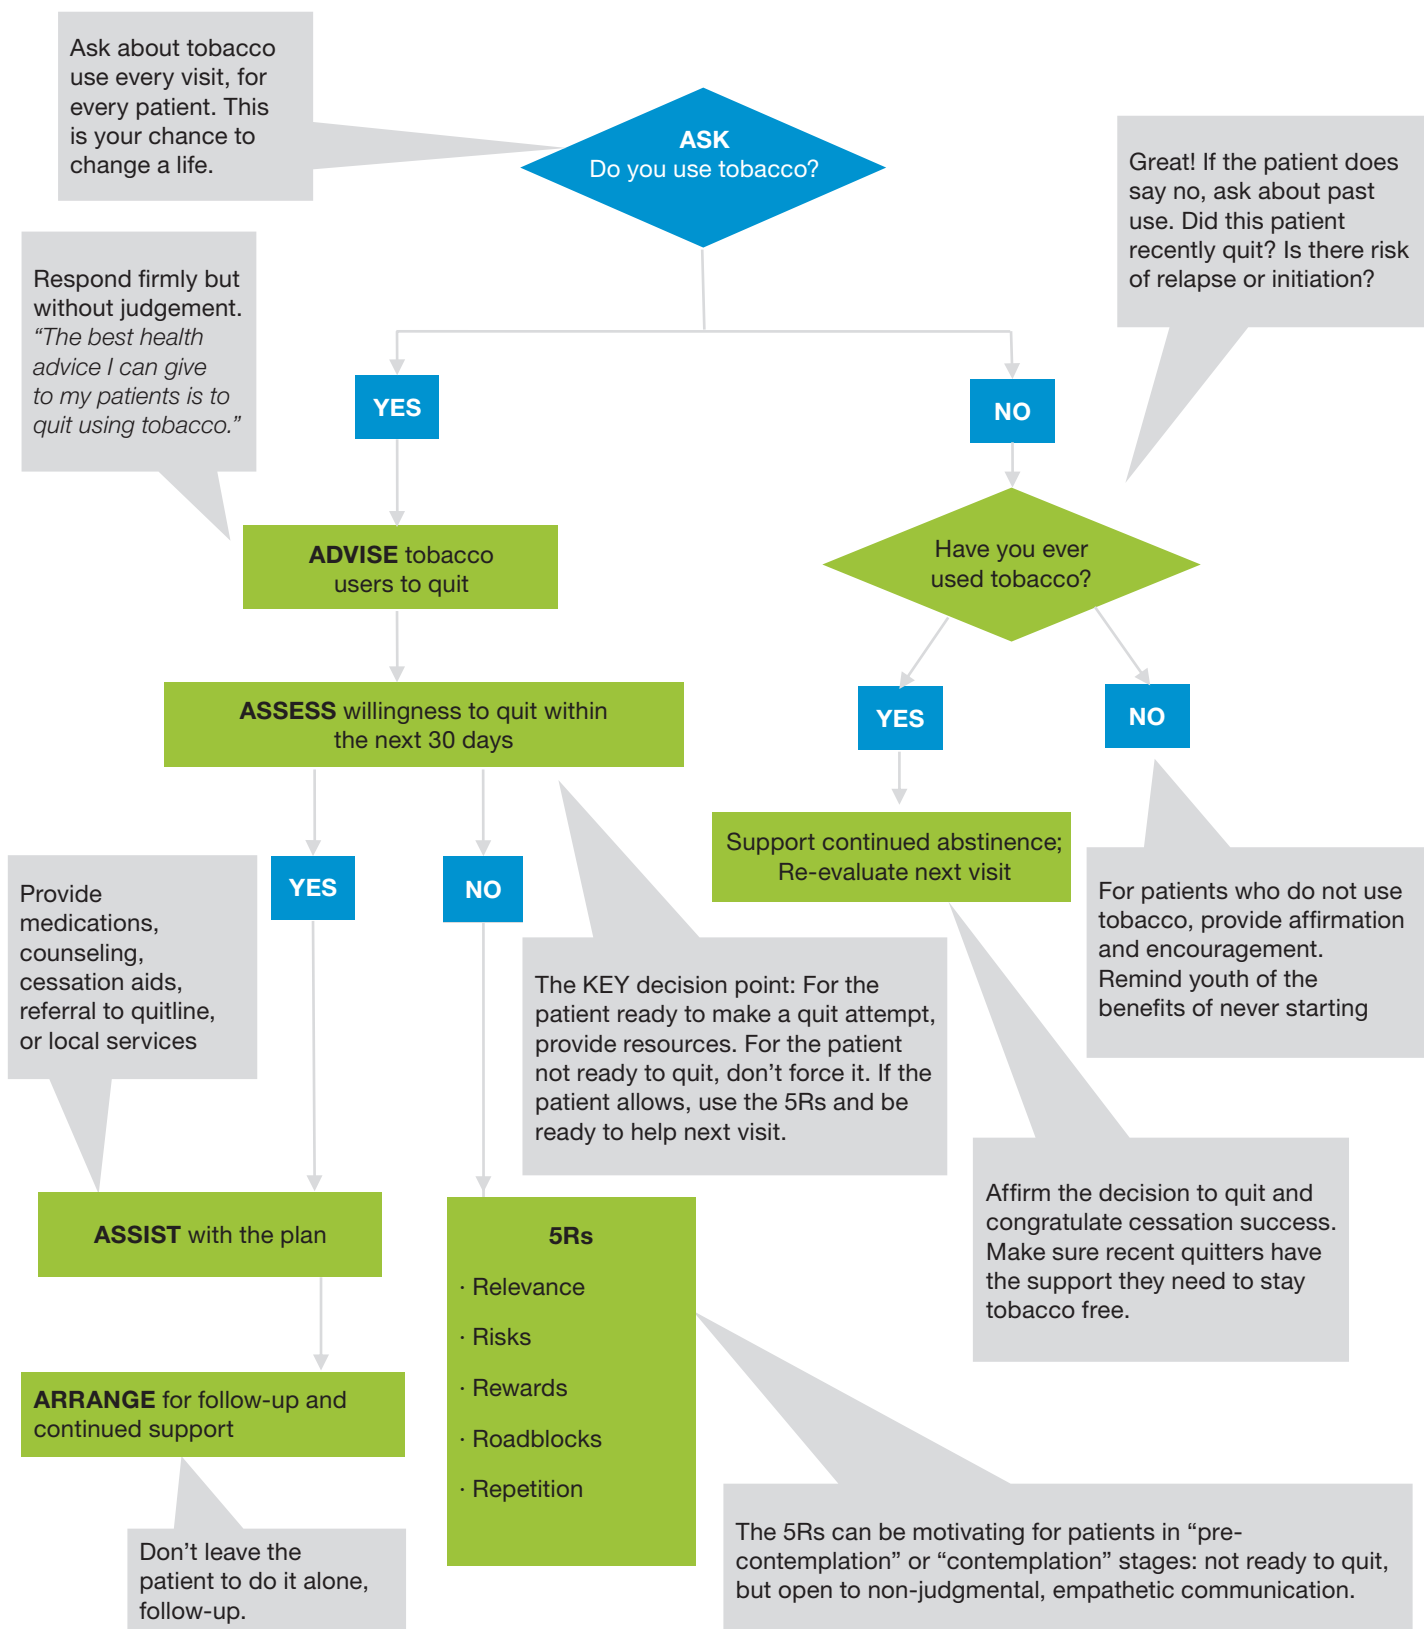 Ask about tobacco
use every visit, for
every patient. This
is your chance to
change a life.
ASK
Do you use tobacco?
Great! If the patient does
say no, ask about past
use. Did this patient
recently quit? Is there risk
of relapse or initiation?
Respond firmly but
without judgement.
“The best health
advice I can give
to my patients is to
quit using tobacco.”
YES
NO
ADVISE tobacco
users to quit
Have you ever
used tobacco?
ASSESS willingness to quit within
the next 30 days
YES
NO
Support continued abstinence;
Re-evaluate next visit
YES
NO
Provide
medications,
counseling,
cessation aids,
referral to quitline,
or local services
The KEY decision point: For the
patient ready to make a quit attempt,
provide resources. For the patient
not ready to quit, don’t force it. If the
patient allows, use the 5Rs and be
ready to help next visit.
For patients who do not use
tobacco, provide affirmation
and encouragement.
Remind youth of the
benefits of never starting
Affirm the decision to quit and
congratulate cessation success.
Make sure recent quitters have
the support they need to stay
tobacco free.
ASSIST with the plan
5Rs
· Relevance
· Risks
· Rewards
· Roadblocks
· Repetition
ARRANGE for follow-up and
continued support
Don’t leave the
patient to do it alone,
follow-up.
The 5Rs can be motivating for patients in “pre-
contemplation” or “contemplation” stages: not ready to quit,
but open to non-judgmental, empathetic communication.